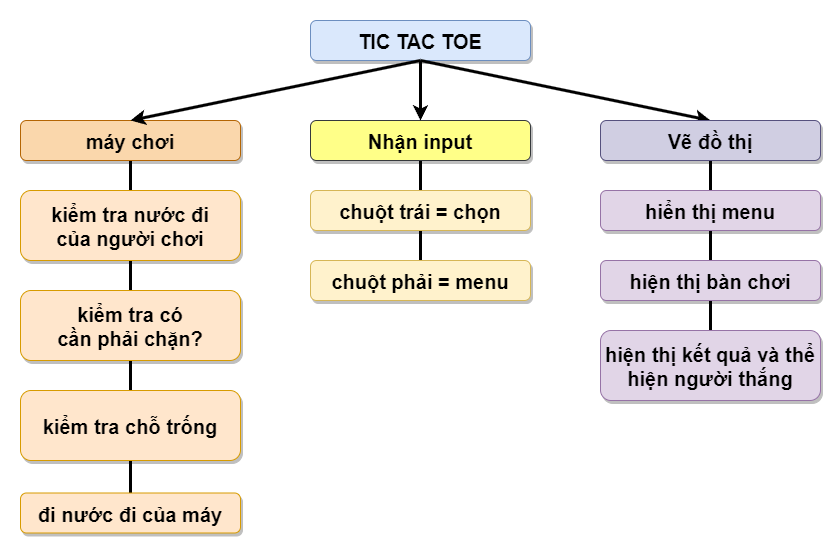 TIC TAC TOE
máy chơi
kiểm tra nước đi
của người chơi
kiểm tra có
cần phải chặn?
kiểm tra chỗ trống
đi nước đi của máy
Nhận input
chuột trái = chọn
chuột phải = menu
Vẽ đồ thị
hiển thị menu
hiện thị bàn chơi
hiện thị kết quả và thể
hiện người thắng